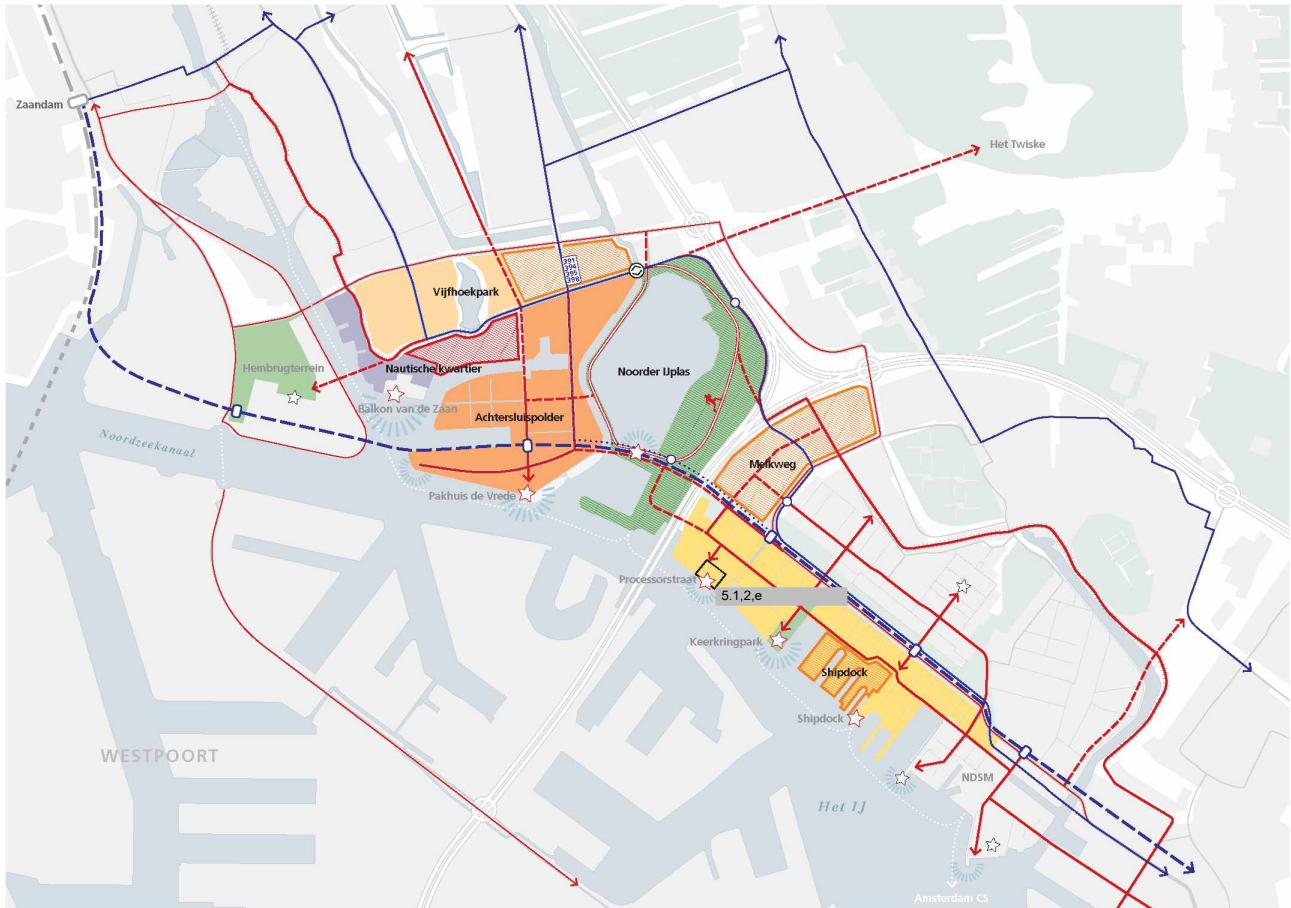 Zaandam
Het Twiske
391
394
395
398
Vijfhoekpark
Hembrugterrein
Nautische kwartier
Noorder IJplas
Balkon van de Zaan
Achtersluispolder
Noordzeekanaal
Melkweg
Pakhuis de Vrede
Processorstraat
5.1,2,e
Keerkringpark
Shipdock
Shipdock
WESTPOORT
NDSM
Het IJ
Amsterdam CS